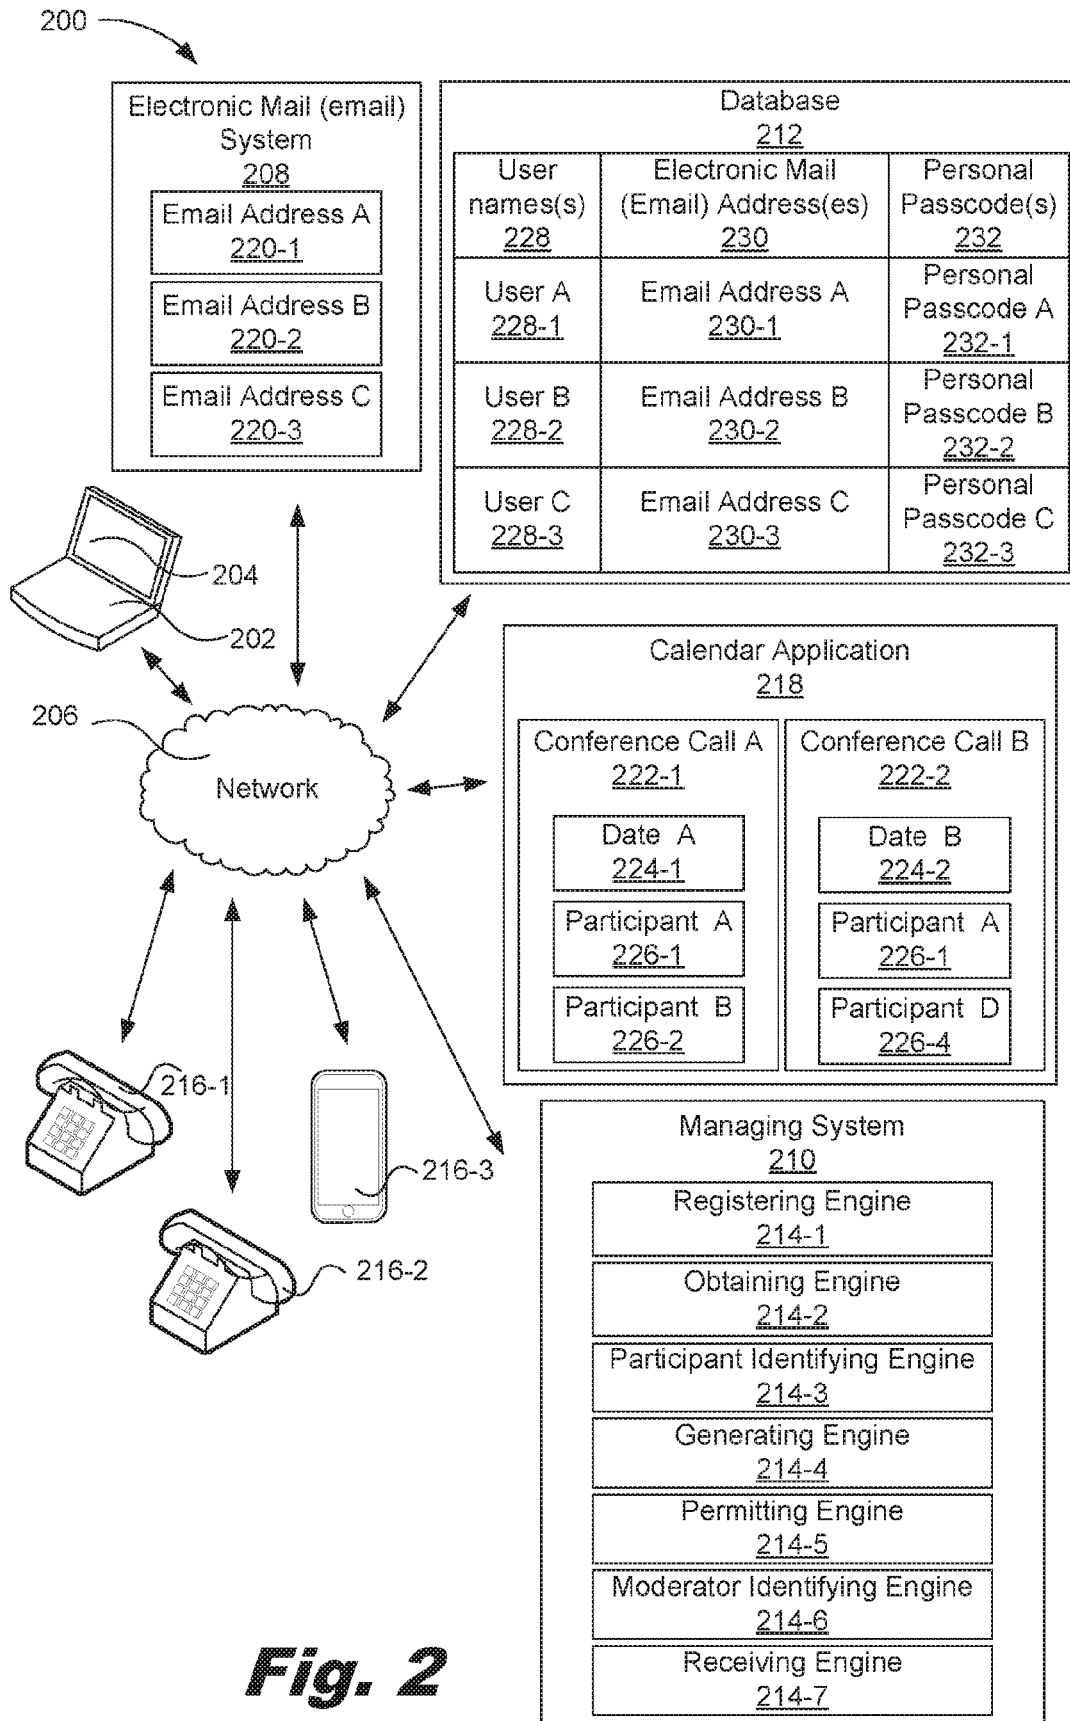 200
Electronic Mail (email)
System
208
Email Address A
220-1
Email Address B
220-2
Email Address C
220-3
Database
212
User
names(s)
228
Electronic Mail
(Email) Address(es)
230
Personal
Passcode(s)
232
User A
228-1
Email Address A
230-1
Personal
Passcode A
232-1
User B
228-2
Email Address B
230-2
Personal
Passcode B
232-2
User C
228-3
Email Address C
230-3
Personal
Passcode C
232-3
204
202
206
Network
Calendar Application
218
Conference Call A
222-1
Date A
224-1
Participant A
226-1
Participant B
226-2
Conference Call B
222-2
Date B
224-2
Participant A
226-1
Participant D
226-4
216-1
216-3
216-2
Managing System
210
Registering Engine
214-1
Obtaining Engine
214-2
Participant Identifying Engine
214-3
Generating Engine
214-4
Permitting Engine
214-5
Moderator Identifying Engine
214-6
Receiving Engine
214-7
Fig. 2